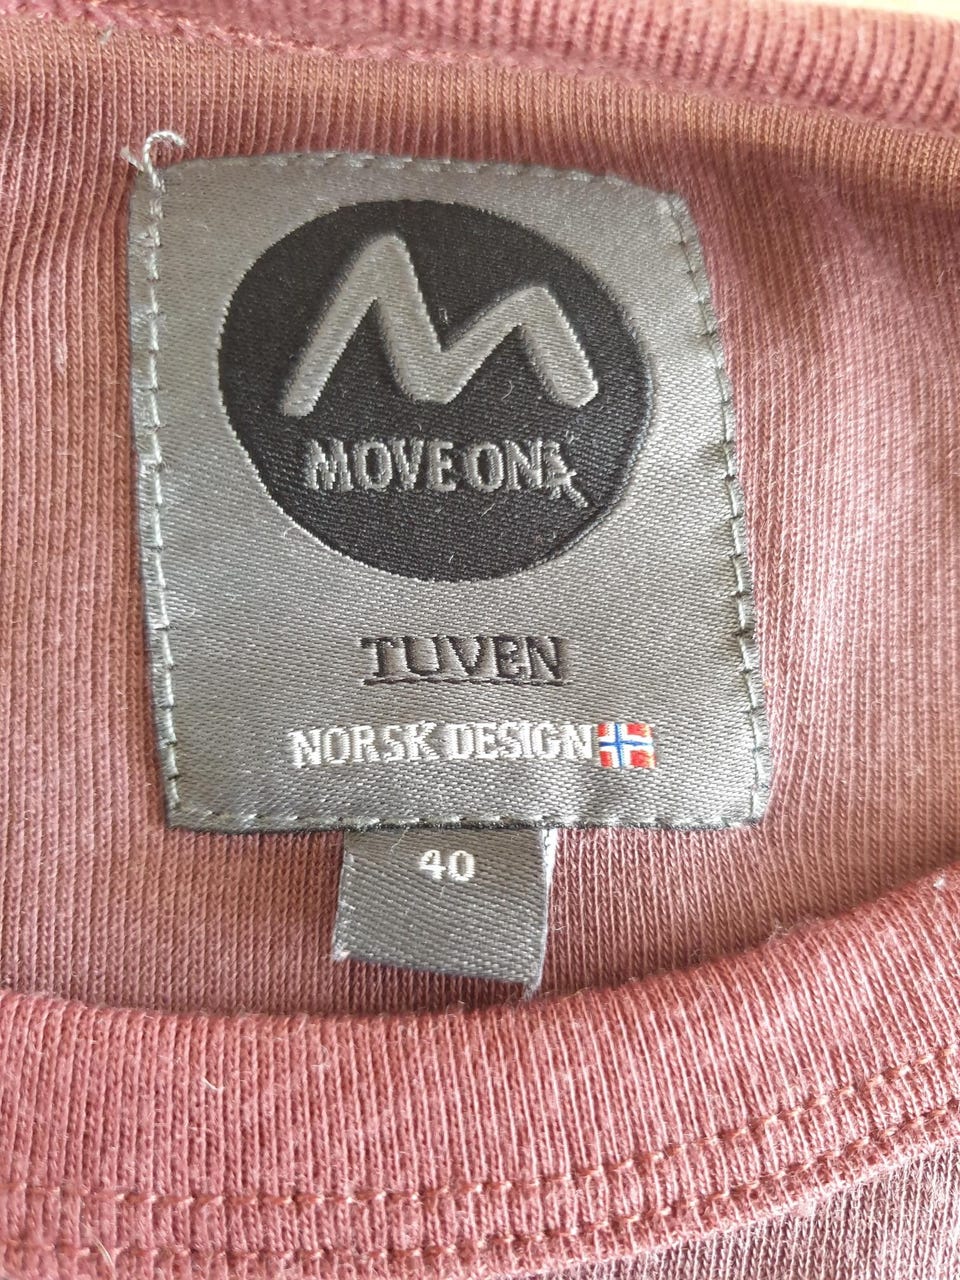 MOVE ON
TUVEN
NORSK DESIGN
40